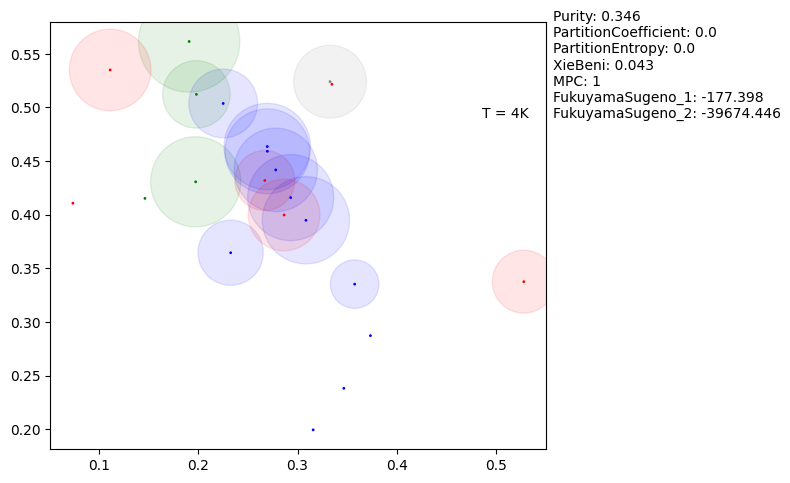 Purity: 0.346
PartitionCoefficient: 0.0
PartitionEntropy: 0.0
XieBeni: 0.043
MPC: 1
FukuyamaSugeno_1: -177.398
FukuyamaSugeno_2: -39674.446
T = 4K
0.55
0.50
0.45
0.40
0.35
0.30
0.25
0.20
0.1 0.2 0.3 0.4 0.5